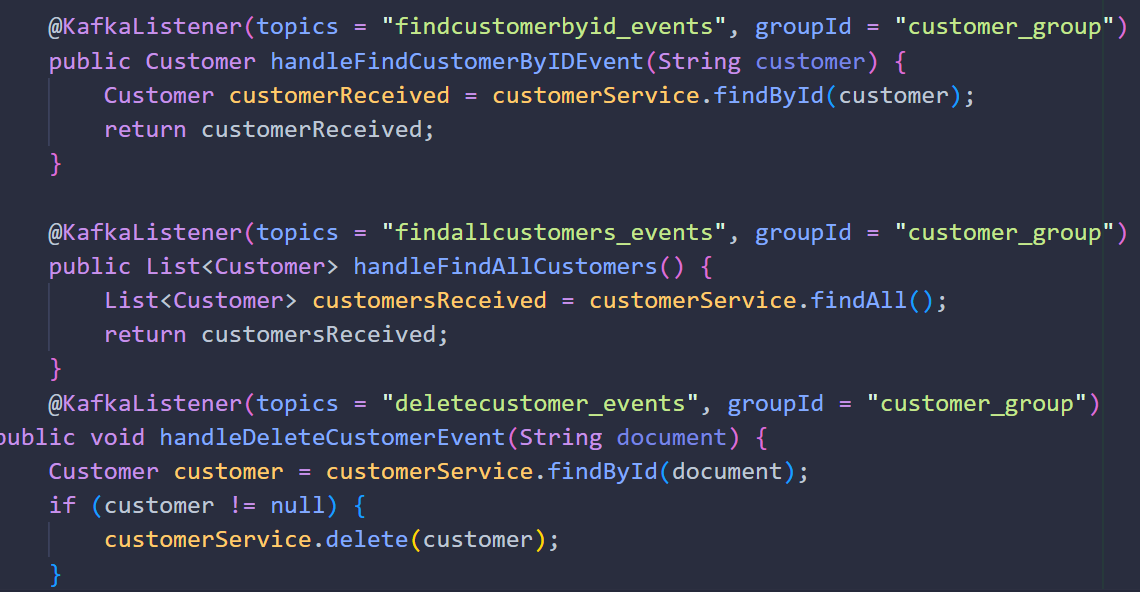 @KafkaListener(topics = "findcustomerbyid_events", groupId = "customer_group")
public Customer handleFindCustomerByIDEvent(String customer) {
Customer customerReceived = customerService.findById(customer);
return customerReceived;
}
@KafkaListener(topics = "findallcustomers_events", groupId = "customer_group")
public List<Customer> handleFindAllCustomers() {
List<Customer> customersReceived = customerService.findAll();
return customersReceived;
}
@KafkaListener(topics = "deletecustomer_events", groupId = "customer_group")
public void handleDeleteCustomerEvent(String document) {
Customer customer = customerService.findById(document);
if (customer != null) {
customerService.delete(customer);
}